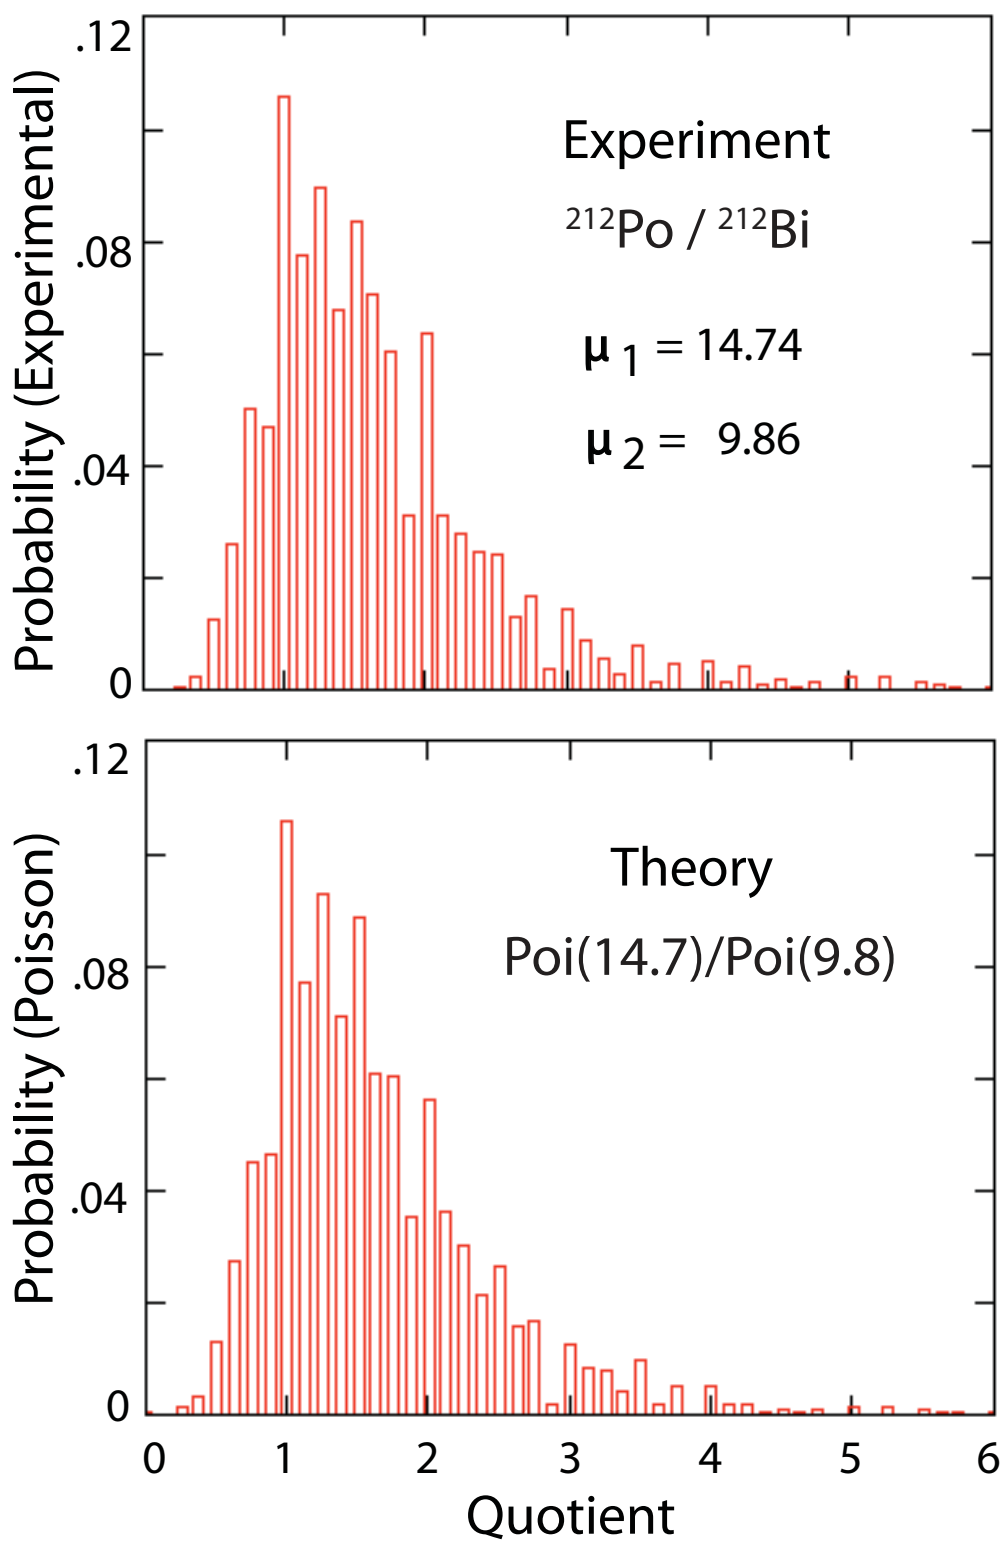 .12
.08
.04
0
Probability (Experimental)
Experiment
²¹²Po / ²¹²Bi
μ 1 = 14.74
μ 2 = 9.86
.12
.08
.04
0
Probability (Poisson)
Theory
Poi(14.7)/Poi(9.8)
0 1 2 3 4 5 6
Quotient